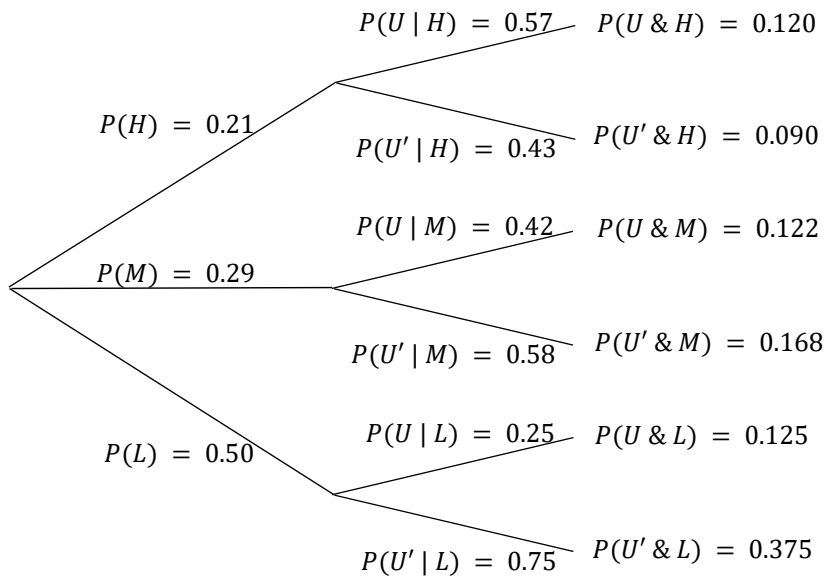 P(U | H) = 0.57
P(U & H) = 0.120
P(H) = 0.21
P(U′ | H) = 0.43
P(U′ & H) = 0.090
P(U | M) = 0.42
P(U & M) = 0.122
P(M) = 0.29
P(U′ | M) = 0.58
P(U′ & M) = 0.168
P(U | L) = 0.25
P(U & L) = 0.125
P(L) = 0.50
P(U′ | L) = 0.75
P(U′ & L) = 0.375